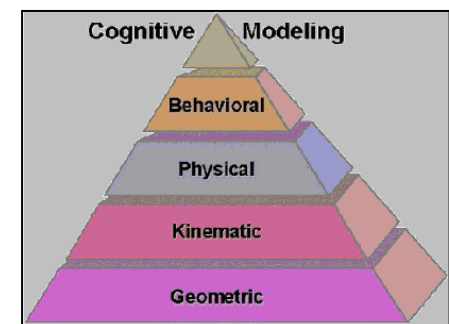 Cognitive Modeling
Behavioral
Physical
Kinematic
Geometric